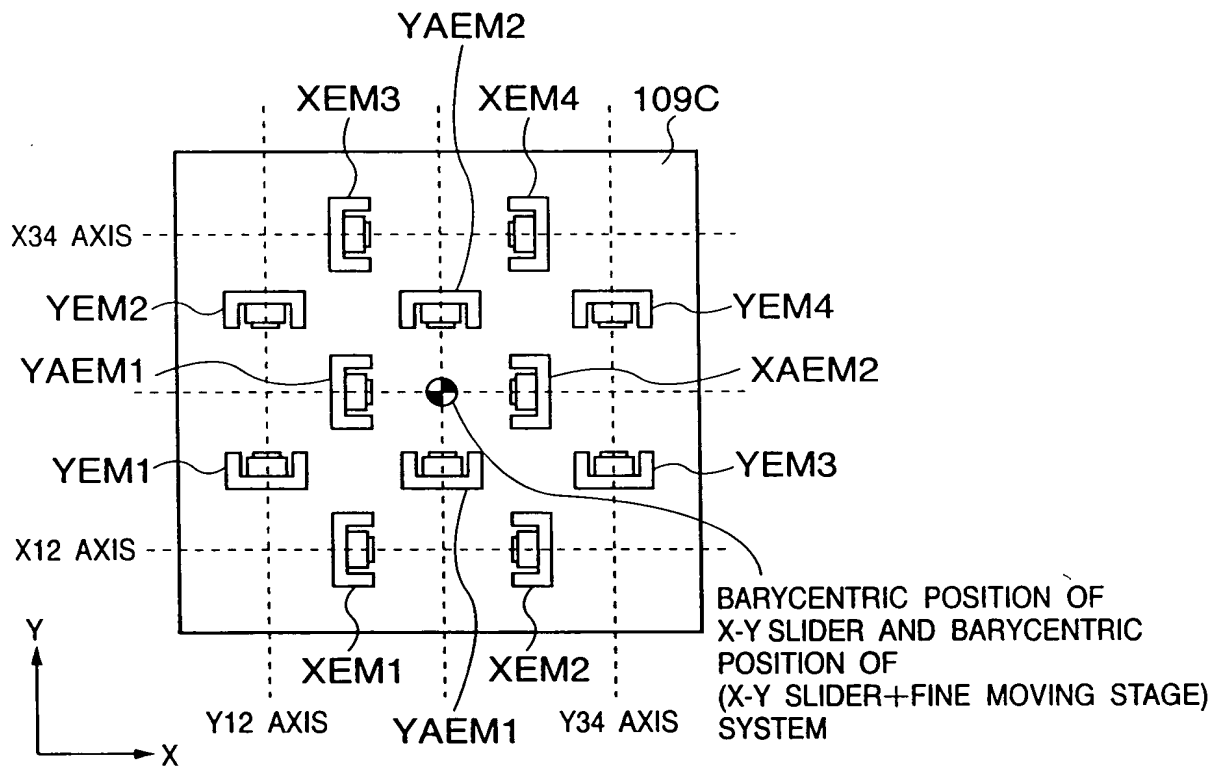 YAEM2
XEM3
XEM4
109C
X34 AXIS
YEM2
YEM4
YAEM1
XAEM2
YEM1
YEM3
X12 AXIS
BARYCENTRIC POSITION OF
X-Y SLIDER AND BARYCENTRIC
POSITION OF
(X-Y SLIDER+FINE MOVING STAGE)
SYSTEM
Y
XEM1
XEM2
Y12 AXIS
YAEM1
Y34 AXIS
X